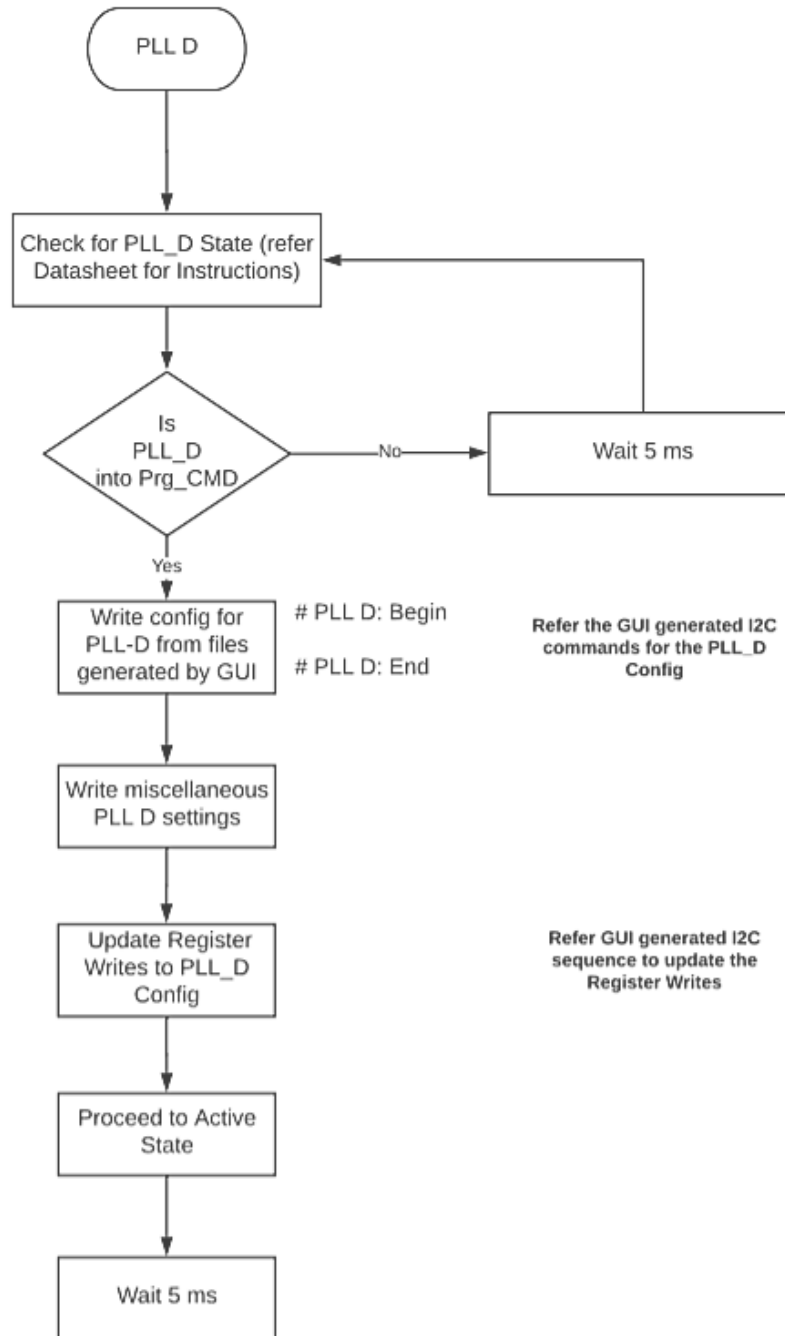 PLL D
Check for PLL_D State (refer
Datasheet for Instructions)
Is
PLL_D
into Prg_CMD
No
Wait 5 ms
Yes
Write config for
PLL-D from files
generated by GUI
# PLL D: Begin
# PLL D: End
Refer the GUI generated I2C
commands for the PLL_D
Config
Write miscellaneous
PLL D settings
Update Register
Writes to PLL_D
Config
Refer GUI generated I2C
sequence to update the
Register Writes
Proceed to Active
State
Wait 5 ms